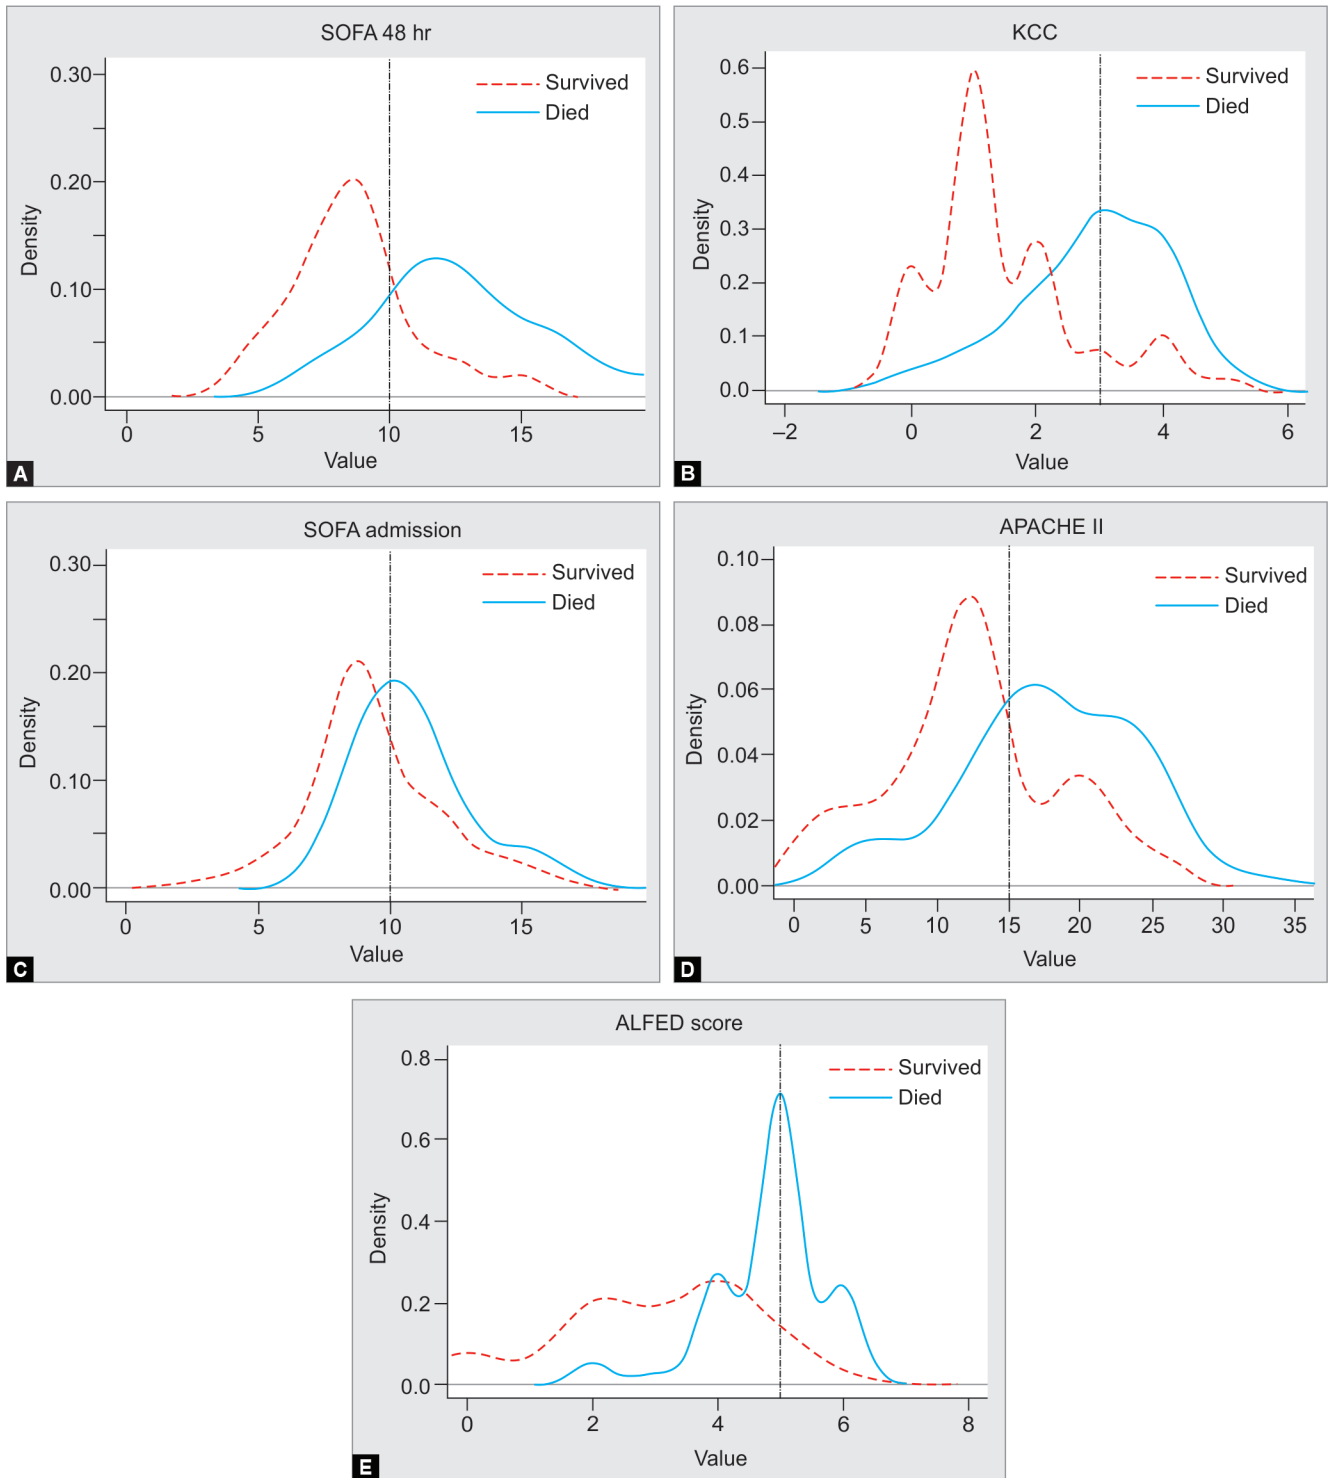 SOFA 48 hr
0.30
0.20
0.10
0.00
Density
Survived
Died
0 5 10 15
Value
A
KCC
0.6
0.5
0.4
0.3
0.2
0.1
0.0
Density
Survived
Died
–2 0 2 4 6
Value
B
SOFA admission
0.30
0.20
0.10
0.00
Density
Survived
Died
0 5 10 15
Value
C
APACHE II
0.10
0.08
0.06
0.04
0.02
0.00
Density
Survived
Died
0 5 10 15 20 25 30 35
Value
D
ALFED score
0.8
0.6
0.4
0.2
0.0
Density
Survived
Died
0 2 4 6 8
Value
E